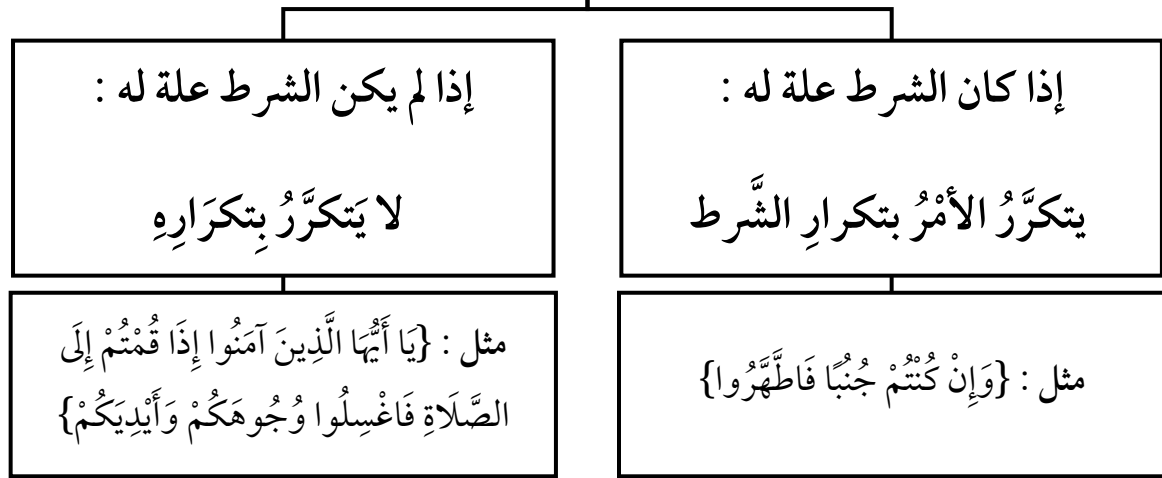 إذا كان الشرط علة له :
يتكرَّرُ الأمْرُ بتكرارِ الشَّرط
مثل : {وَإِنْ كُنْتُمْ جُنُبًا فَاطَّهَّرُوا}
إذا لم يكن الشرط علة له :
لا يَتكرَّرُ بِتكرَارِهِ
مثل : {يَا أَيُّهَا الَّذِينَ آمَنُوا إِذَا قُمْتُمْ إِلَى
الصَّلَاةِ فَاغْسِلُوا وُجُوهَكُمْ وَأَيْدِيَكُمْ}